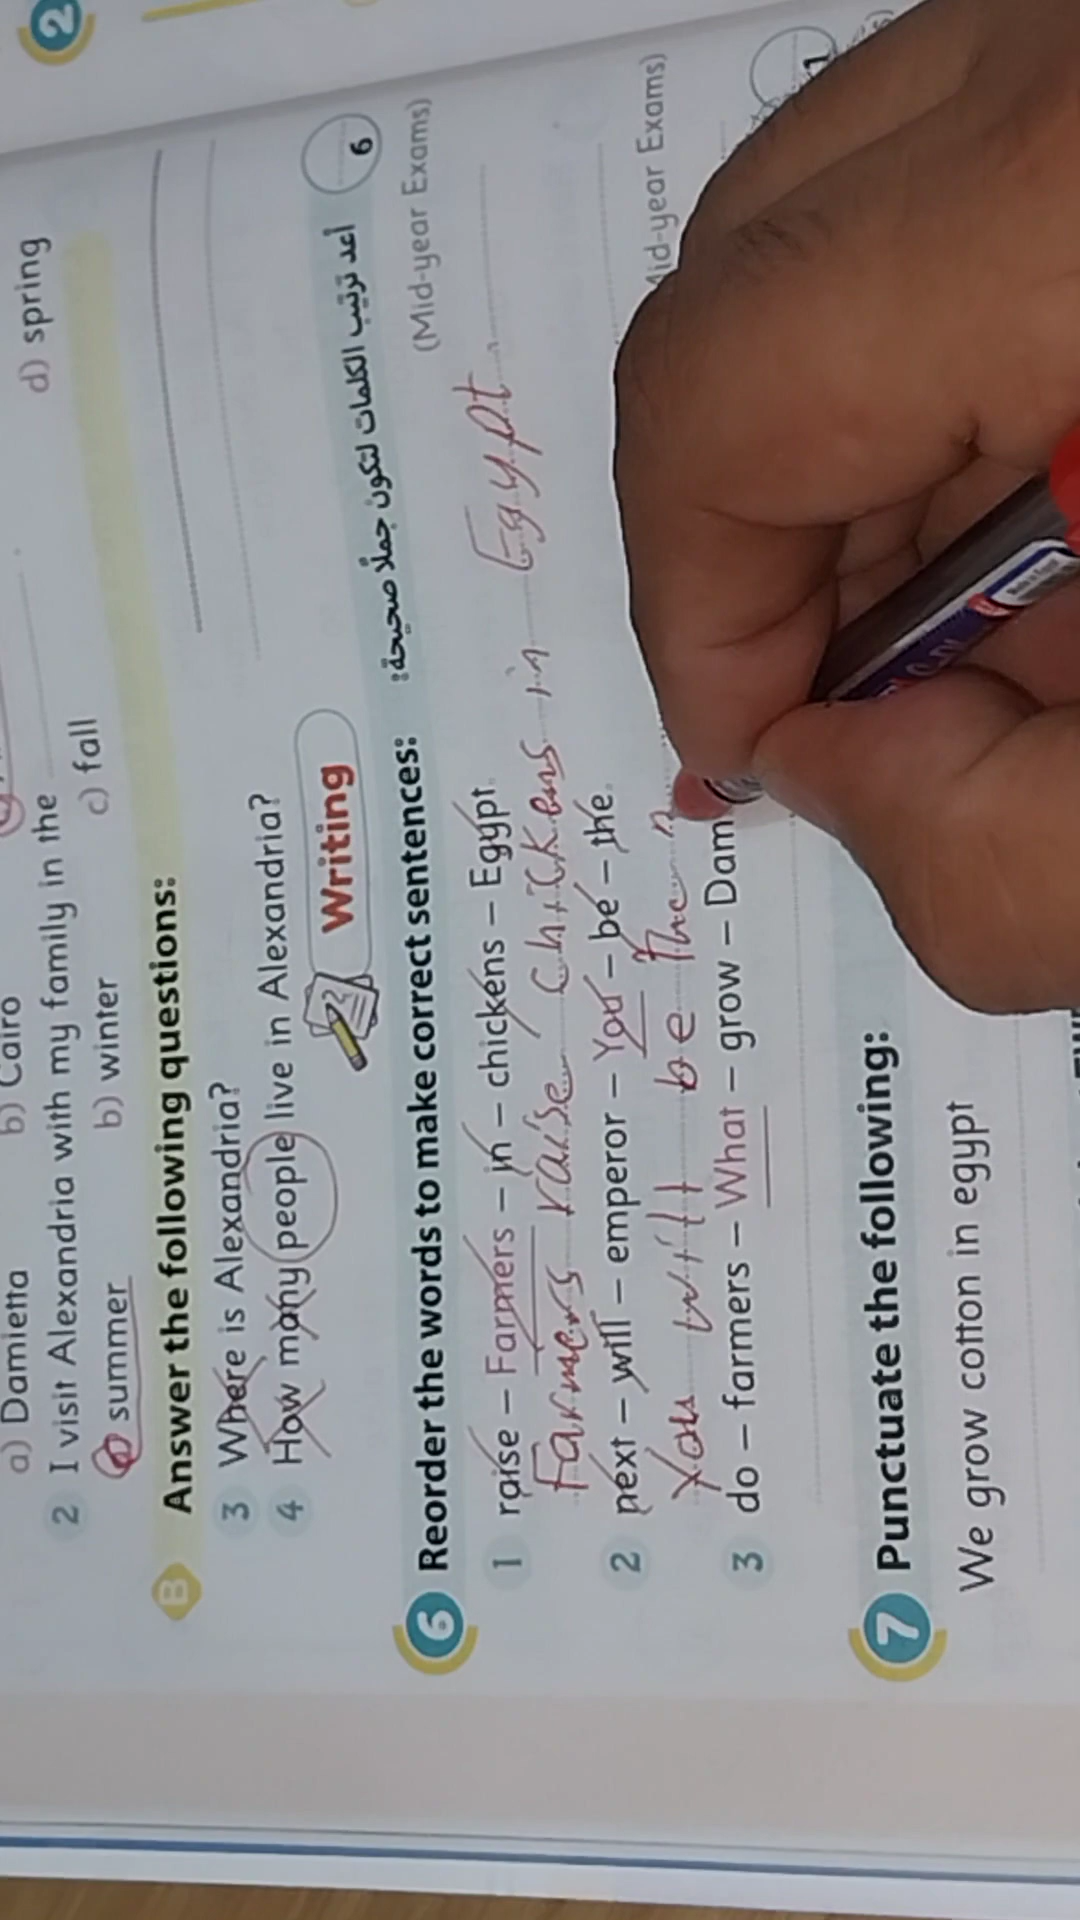 2
a) Damietta b) Cairo
2 I visit Alexandria with my family in the
a) summer b) winter c) fall d) spring
B Answer the following questions:
3 Where is Alexandria?
4 How many people live in Alexandria?
Writing
6 Reorder the words to make correct sentences: أعد ترتيب الكلمات لتكون جملاً صحيحة: 6
1 raise – Farmers – in – chickens – Egypt. (Mid-year Exams)
Farmers raise chickens in Egypt
2 next – will – emperor – You – be – the. Mid-year Exams)
You will be the n
3 do – farmers – What – grow – Dam
7 Punctuate the following: 1
We grow cotton in egypt